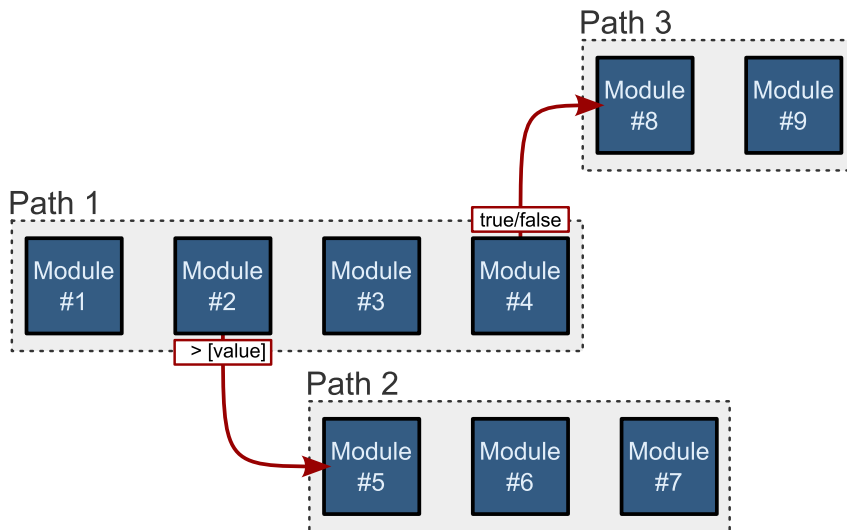 Path 3
Module
#8
Module
#9
Path 1
true/false
Module
#1
Module
#2
Module
#3
Module
#4
> [value]
Path 2
Module
#5
Module
#6
Module
#7